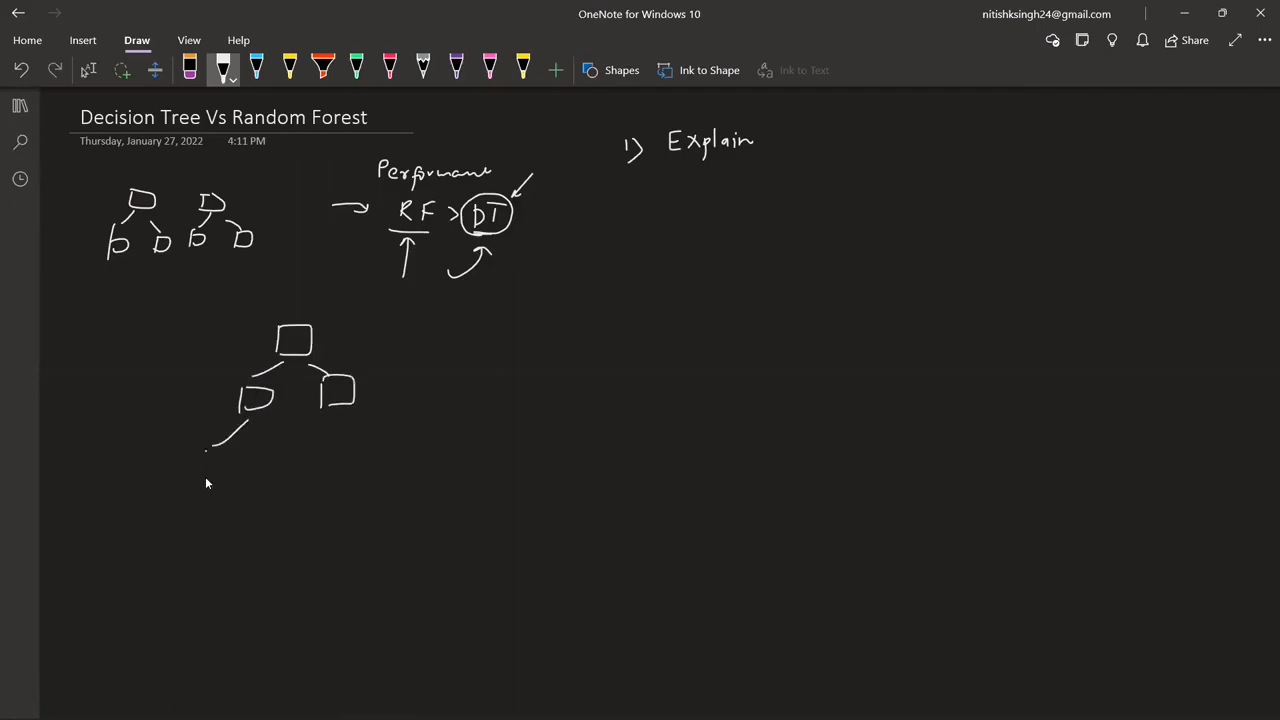 OneNote for Windows 10
nitishksingh24@gmail.com
Home
Insert
Draw
View
Help
Share
Shapes
Ink to Shape
Ink to Text
Decision Tree Vs Random Forest
Thursday, January 27, 2022
4:11 PM
1) Explain
RF > DT